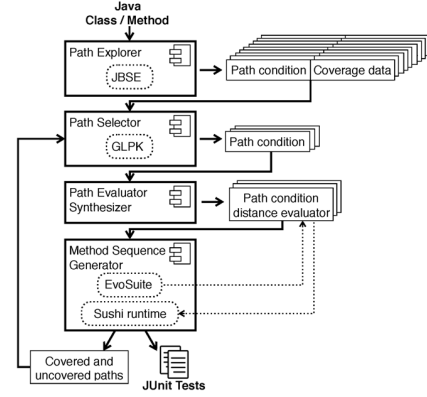 Java
Class / Method
Path Explorer
JBSE
Path condition
Coverage data
Path Selector
GLPK
Path condition
Path Evaluator
Synthesizer
Path condition
distance evaluator
Method Sequence
Generator
EvoSuite
Sushi runtime
Covered and
uncovered paths
JUnit Tests